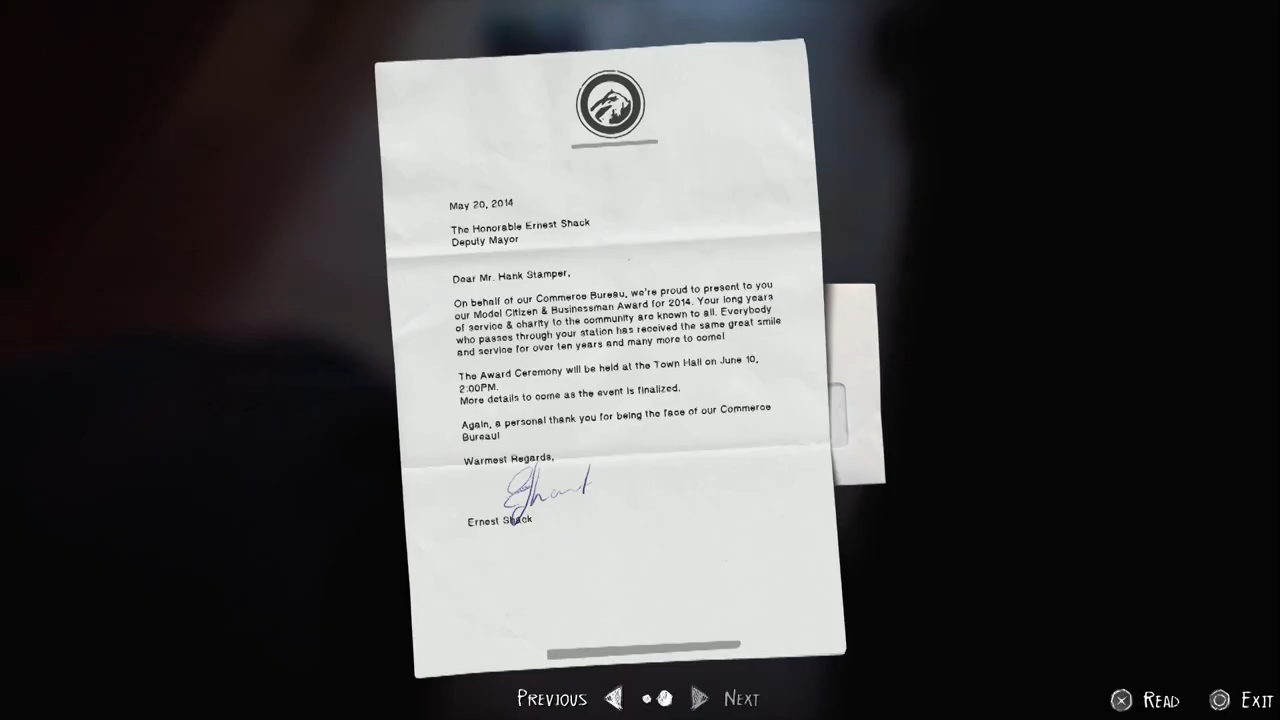 May 20, 2014
The Honorable Ernest Shack
Deputy Mayor
Dear Mr. Hank Stamper,
On behalf of our Commerce Bureau, we're proud to present to you
our Model Citizen & Businessman Award for 2014. Your long years
of service & charity to the community are known to all. Everybody
who passes through your station has received the same great smile
and service for over ten years and many more to come!
The Award Ceremony will be held at the Town Hall on June 10,
2:00PM.
More details to come as the event is finalized.
Again, a personal thank you for being the face of our Commerce
Bureau!
Warmest Regards,
Ernest Shack
PREVIOUS NEXT
READ EXIT